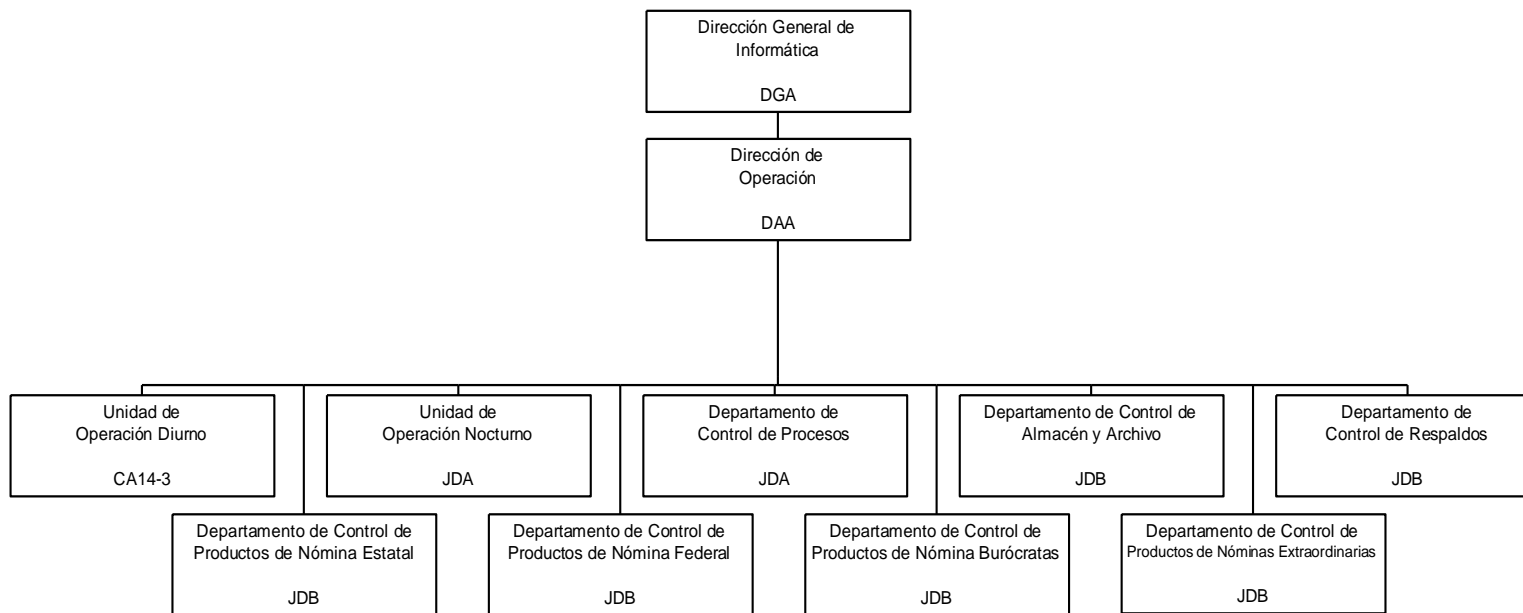 Dirección General de
Informática
DGA
Dirección de
Operación
DAA
Unidad de
Operación Diurno
CA14-3
Unidad de
Operación Nocturno
JDA
Departamento de
Control de Procesos
JDA
Departamento de Control de
Almacén y Archivo
JDB
Departamento de
Control de Respaldos
JDB
Departamento de Control de
Productos de Nómina Estatal
JDB
Departamento de Control de
Productos de Nómina Federal
JDB
Departamento de Control de
Productos de Nómina Burócratas
JDB
Departamento de Control de
Productos de Nóminas Extraordinarias
JDB